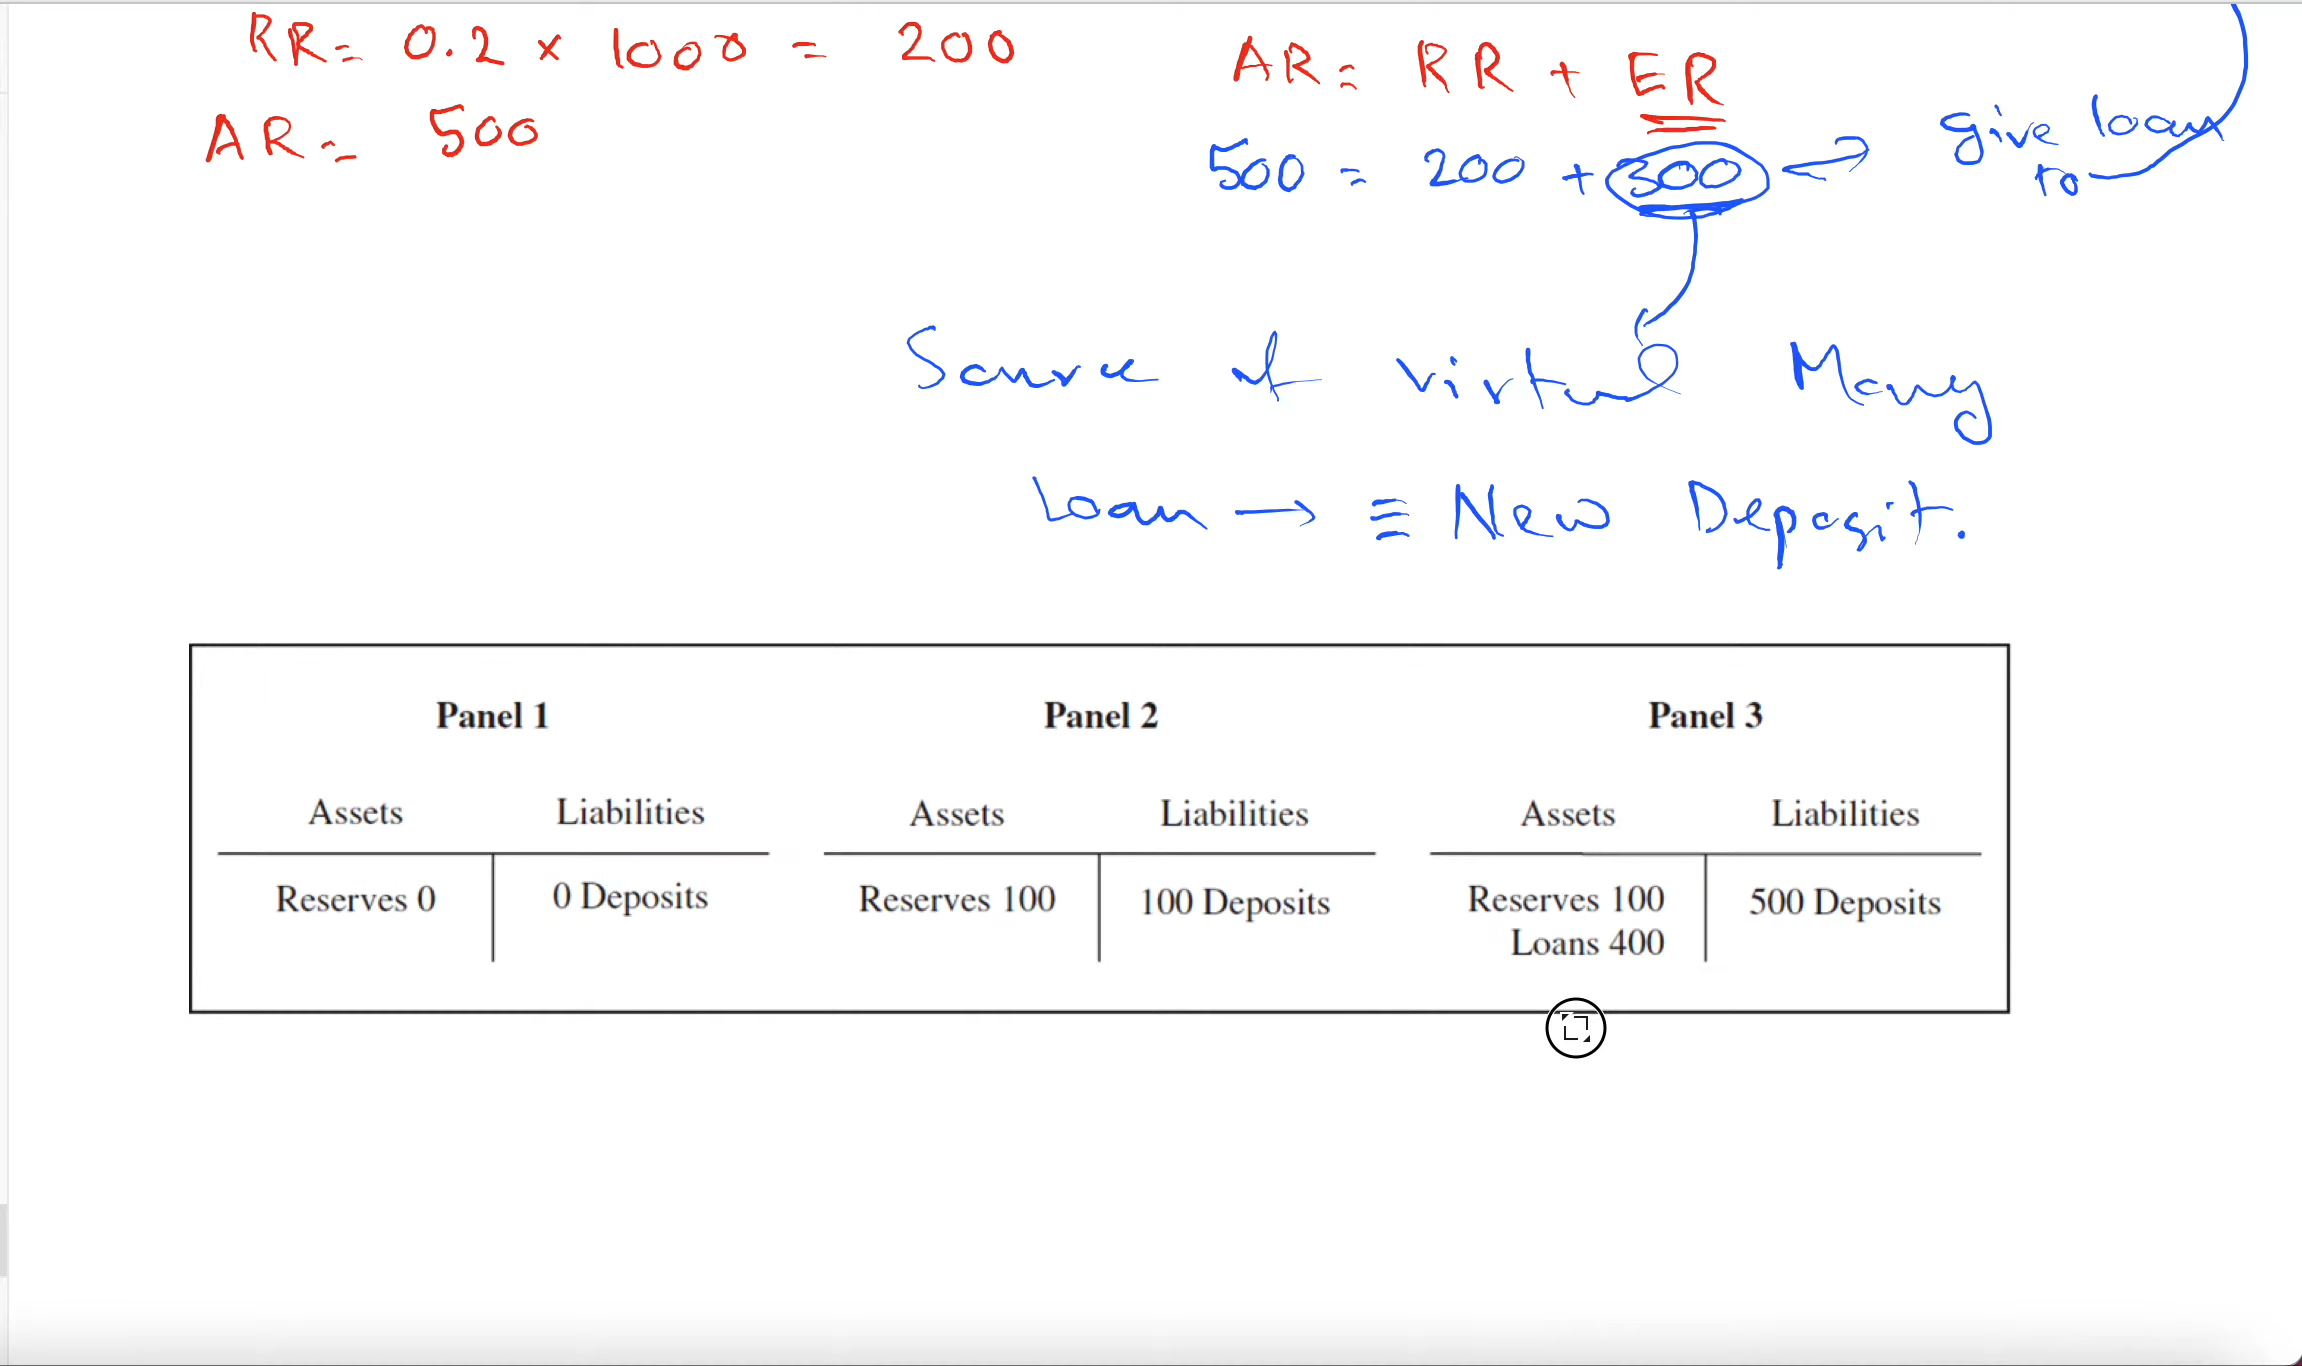 RR = 0.2 x 1000 = 200
AR = 500
AR = RR + ER
500 = 200 + 300
give loan
to
Source of virtual Money
Loan → ≡ New Deposit.
Panel 1
Assets Liabilities
Reserves 0 0 Deposits
Panel 2
Assets Liabilities
Reserves 100 100 Deposits
Panel 3
Assets Liabilities
Reserves 100 500 Deposits
Loans 400